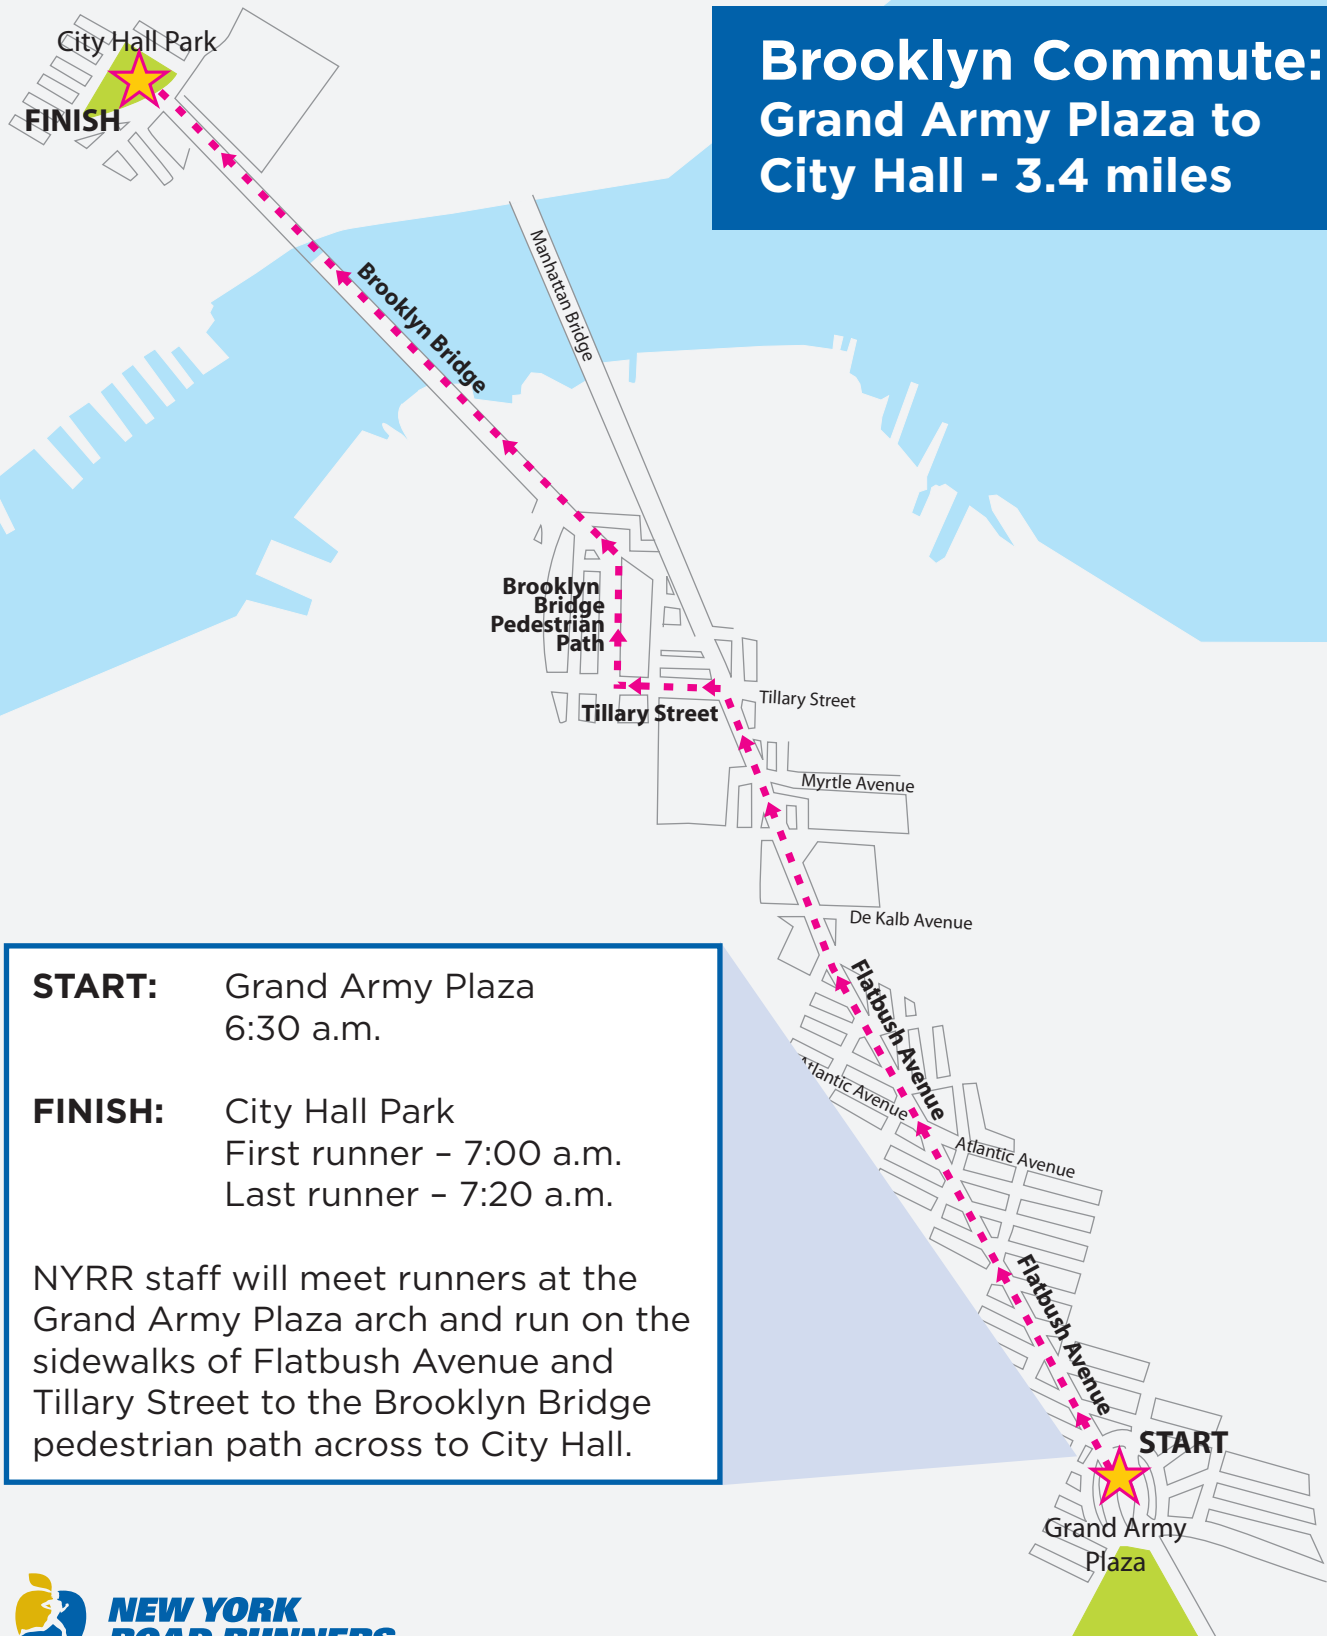 City Hall Park
FINISH
Brooklyn Commute:
Grand Army Plaza to
City Hall - 3.4 miles
Manhattan Bridge
Brooklyn Bridge
Brooklyn
Bridge
Pedestrian
Path
Tillary Street
Tillary Street
Myrtle Avenue
De Kalb Avenue
Flatbush Avenue
Atlantic Avenue
Atlantic Avenue
Flatbush Avenue
START
Grand Army
Plaza
START: Grand Army Plaza
6:30 a.m.
FINISH: City Hall Park
First runner – 7:00 a.m.
Last runner – 7:20 a.m.
NYRR staff will meet runners at the
Grand Army Plaza arch and run on the
sidewalks of Flatbush Avenue and
Tillary Street to the Brooklyn Bridge
pedestrian path across to City Hall.
NEW YORK
ROAD RUNNERS